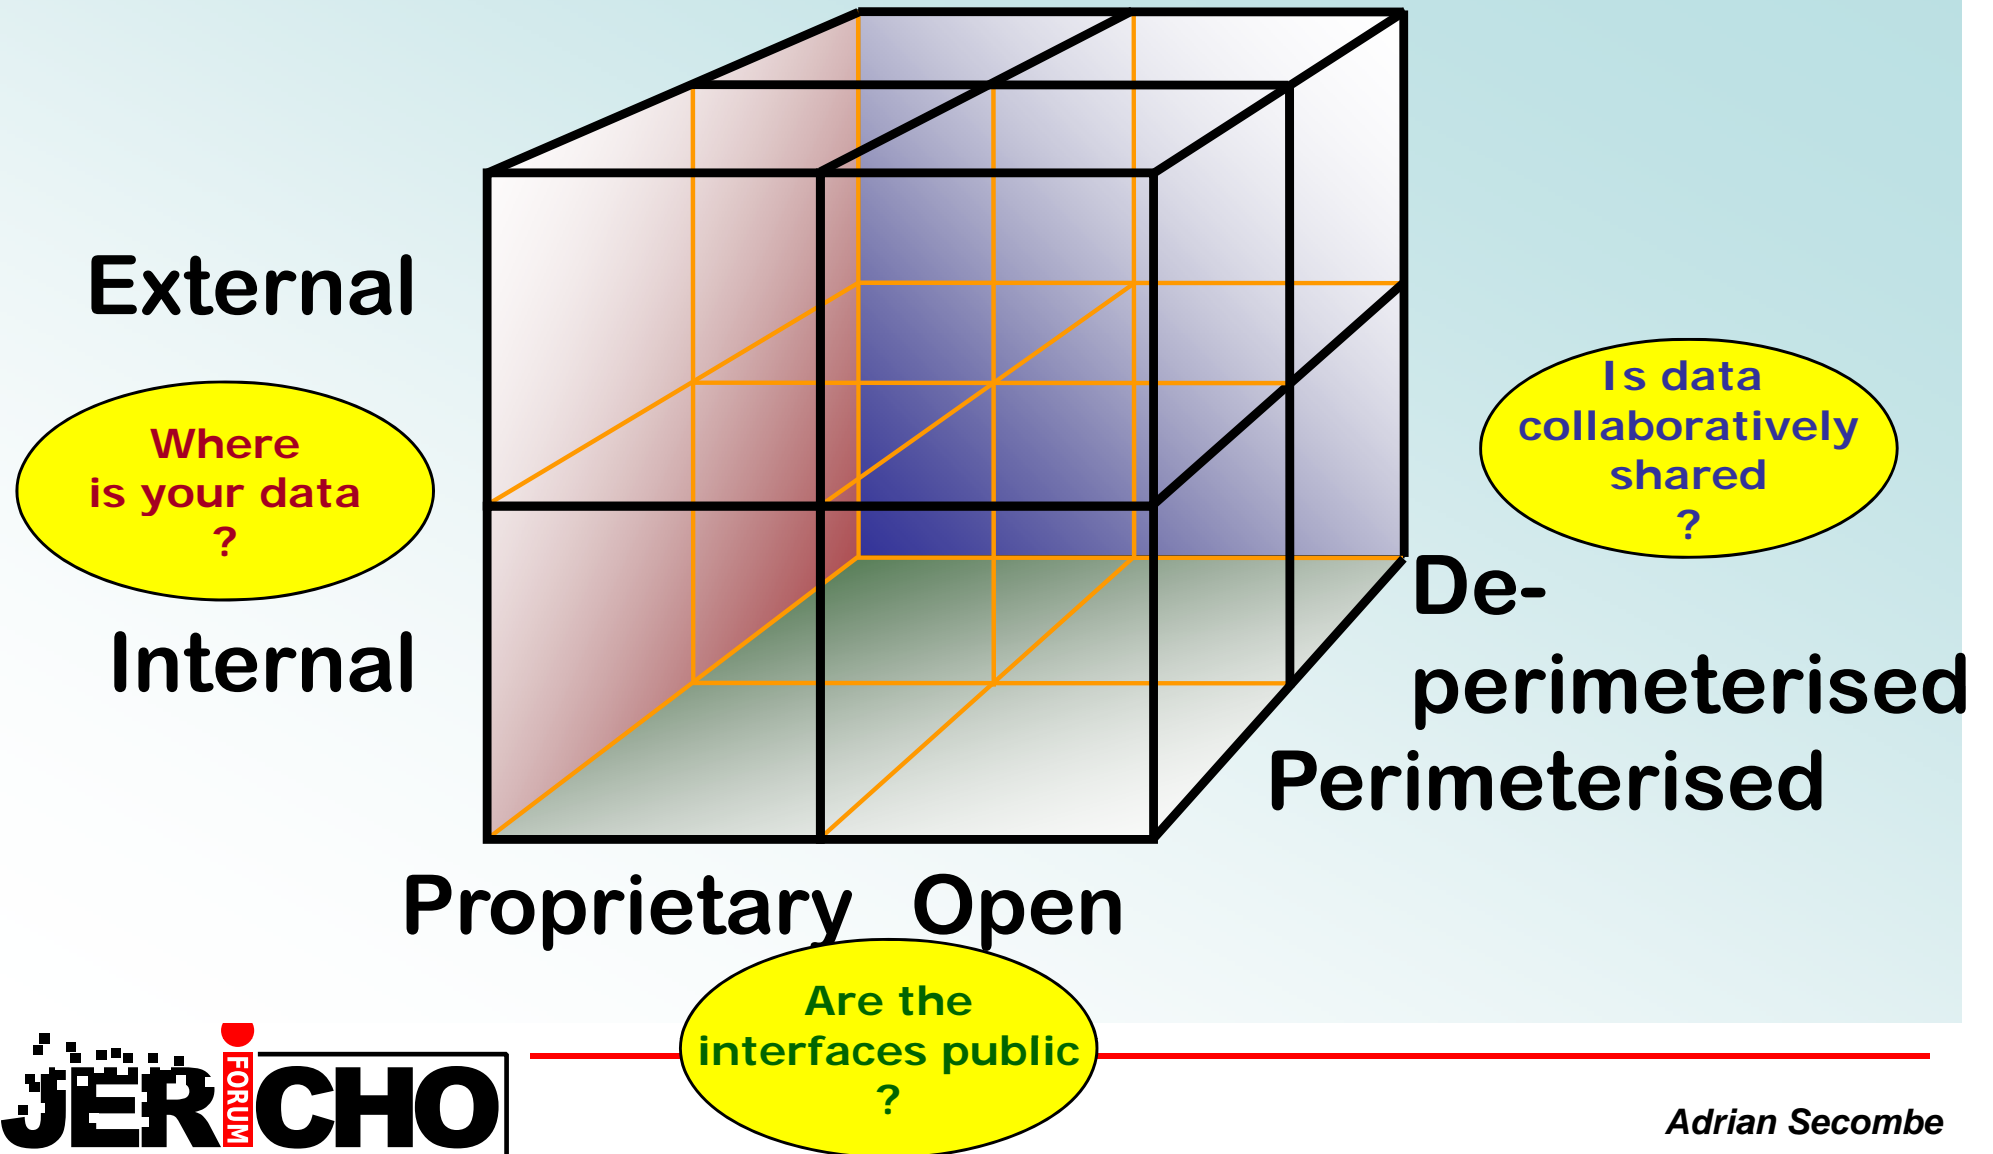 External
Where
is your data
?
Internal
Is data
collaboratively
shared
?
De-
perimeterised
Perimeterised
Proprietary Open
Are the
interfaces public
?
JERiCHO
FORUM
Adrian Secombe